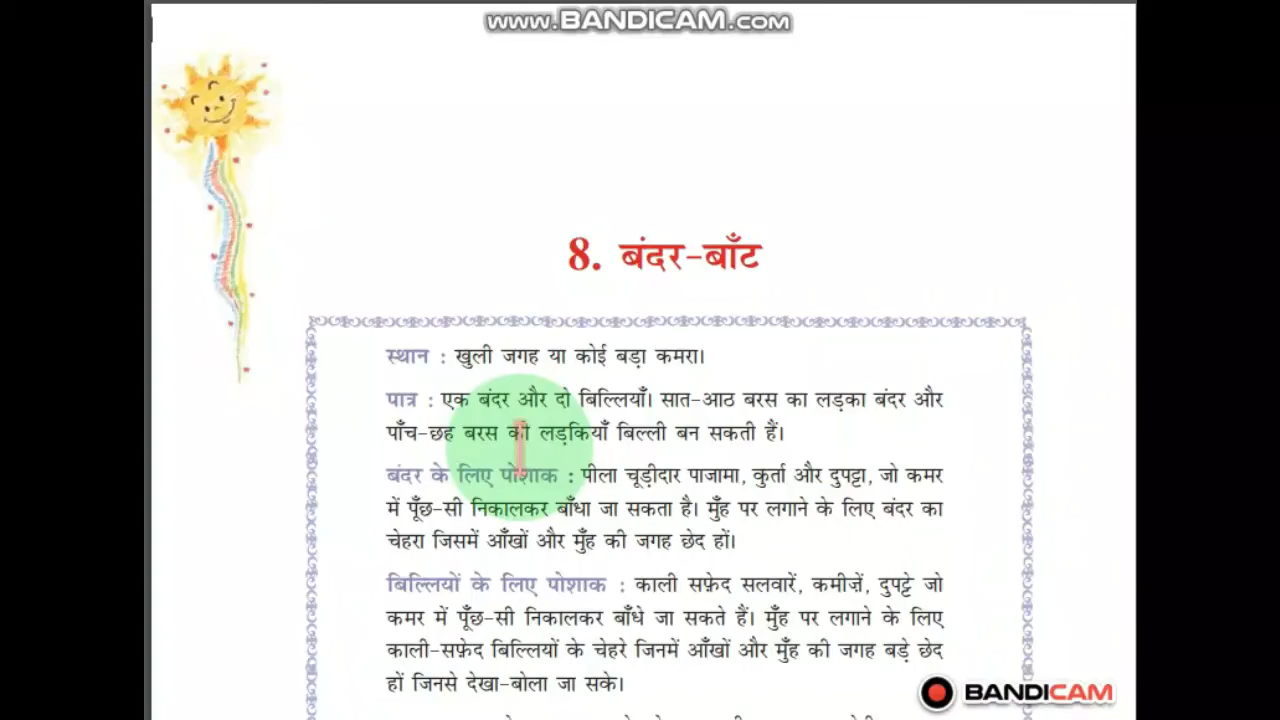 www.BANDICAM.com
8. बंदर-बाँट
स्थान : खुली जगह या कोई बड़ा कमरा।
पात्र : एक बंदर और दो बिल्लियाँ। सात-आठ बरस का लड़का बंदर और
पाँच-छह बरस की लड़कियाँ बिल्ली बन सकती हैं।
बंदर के लिए पोशाक : पीला चूड़ीदार पाजामा, कुर्ता और दुपट्टा, जो कमर
में पूँछ-सी निकालकर बाँधा जा सकता है। मुँह पर लगाने के लिए बंदर का
चेहरा जिसमें आँखों और मुँह की जगह छेद हों।
बिल्लियों के लिए पोशाक : काली सफ़ेद सलवारें, कमीज़ें, दुपट्टे जो
कमर में पूँछ-सी निकालकर बाँधे जा सकते हैं। मुँह पर लगाने के लिए
काली-सफ़ेद बिल्लियों के चेहरे जिनमें आँखों और मुँह की जगह बड़े छेद
हों जिनसे देखा-बोला जा सके।
BANDICAM